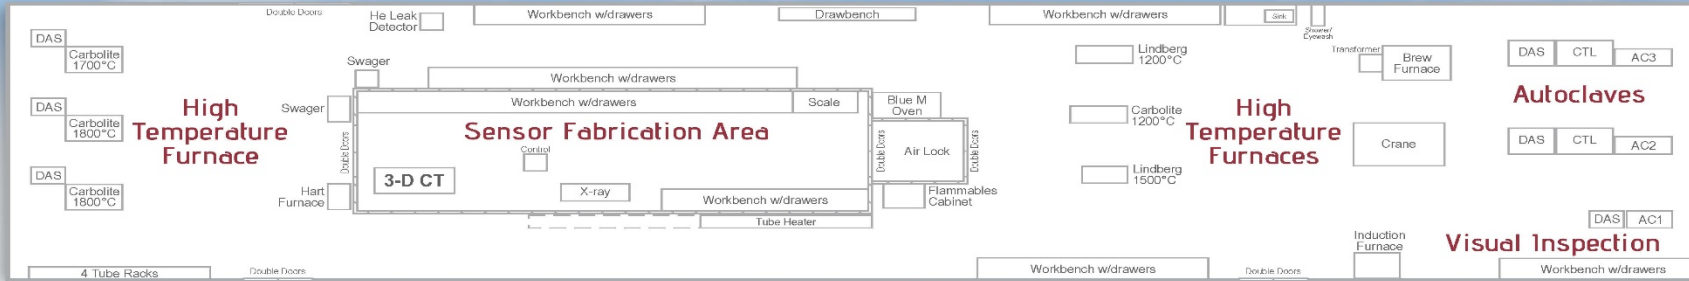 Double Doors
He Leak
Detector
Workbench w/drawers
Drawbench
Workbench w/drawers
Sink
Shower/
Eyewash
DAS
Carbolite
1700°C
DAS
Carbolite
1800°C
DAS
Carbolite
1800°C
High
Temperature
Furnace
Swager
Swager
Hart
Furnace
Workbench w/drawers
Workbench w/drawers
Scale
Sensor Fabrication Area
Double Doors
Control
3-D CT
X-ray
Workbench w/drawers
Tube Heater
Blue M
Oven
Double Doors
Air Lock
Double Doors
Flammables
Cabinet
Lindberg
1200°C
Carbolite
1200°C
Lindberg
1500°C
High
Temperature
Furnaces
Transformer
Brew
Furnace
Crane
Induction
Furnace
DAS
CTL
AC3
Autoclaves
DAS
CTL
AC2
DAS
AC1
Visual Inspection
4 Tube Racks
Double Doors
Workbench w/drawers
Double Doors
Workbench w/drawers